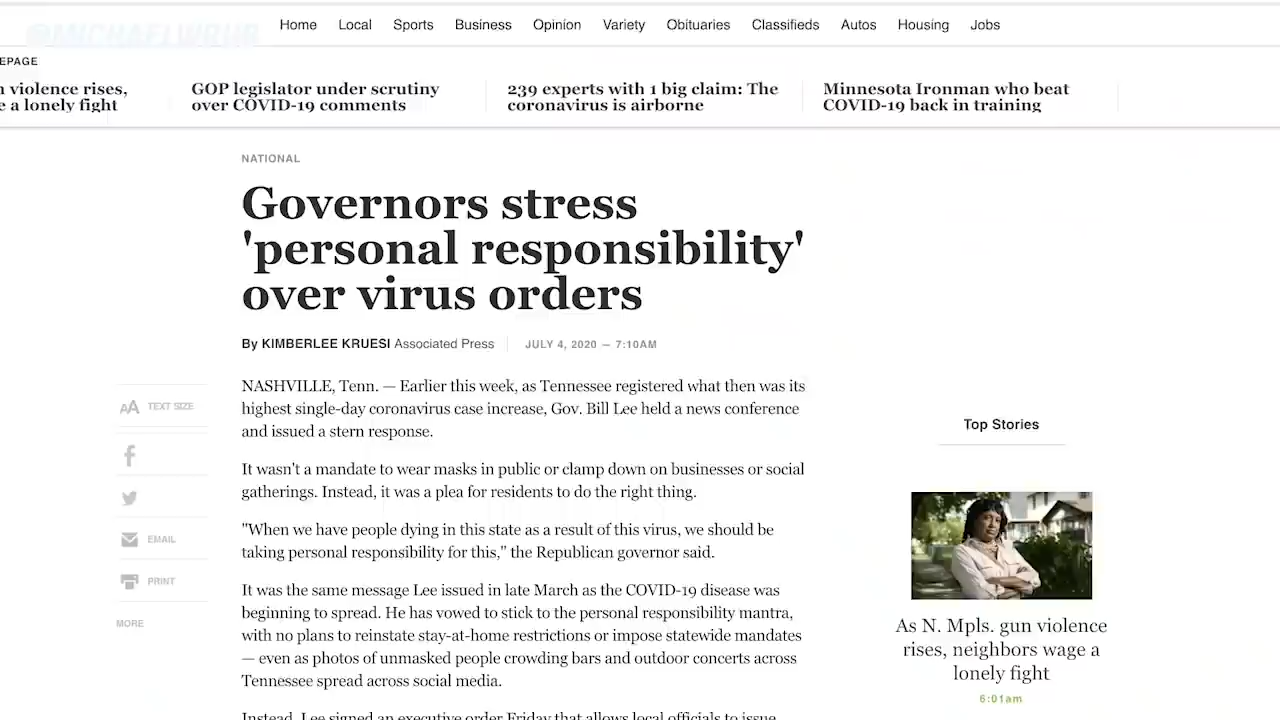 @MICHAELWRUB
Home Local Sports Business Opinion Variety Obituaries Classifieds Autos Housing Jobs
EPAGE
violence rises,
a lonely fight
GOP legislator under scrutiny
over COVID-19 comments
239 experts with 1 big claim: The
coronavirus is airborne
Minnesota Ironman who beat
COVID-19 back in training
NATIONAL
Governors stress
'personal responsibility'
over virus orders
By KIMBERLEE KRUESI Associated Press JULY 4, 2020 — 7:10AM
AA TEXT SIZE
EMAIL
PRINT
MORE
NASHVILLE, Tenn. — Earlier this week, as Tennessee registered what then was its
highest single-day coronavirus case increase, Gov. Bill Lee held a news conference
and issued a stern response.
It wasn't a mandate to wear masks in public or clamp down on businesses or social
gatherings. Instead, it was a plea for residents to do the right thing.
"When we have people dying in this state as a result of this virus, we should be
taking personal responsibility for this," the Republican governor said.
It was the same message Lee issued in late March as the COVID-19 disease was
beginning to spread. He has vowed to stick to the personal responsibility mantra,
with no plans to reinstate stay-at-home restrictions or impose statewide mandates
— even as photos of unmasked people crowding bars and outdoor concerts across
Tennessee spread across social media.
Instead, Lee signed an executive order Friday that allows local officials to issue
Top Stories
As N. Mpls. gun violence
rises, neighbors wage a
lonely fight
6:01am